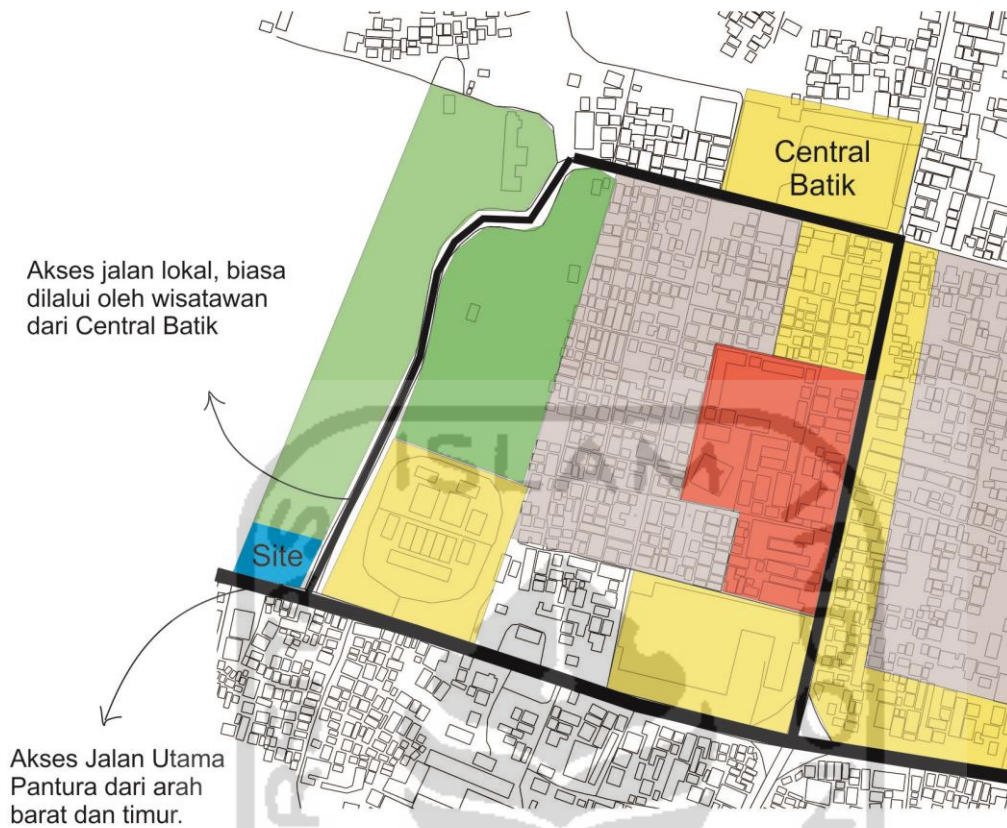 Central
Batik
Akses jalan lokal, biasa
dilalui oleh wisatawan
dari Central Batik
ISLAM
Site
Akses Jalan Utama
Pantura dari arah
barat dan timur.